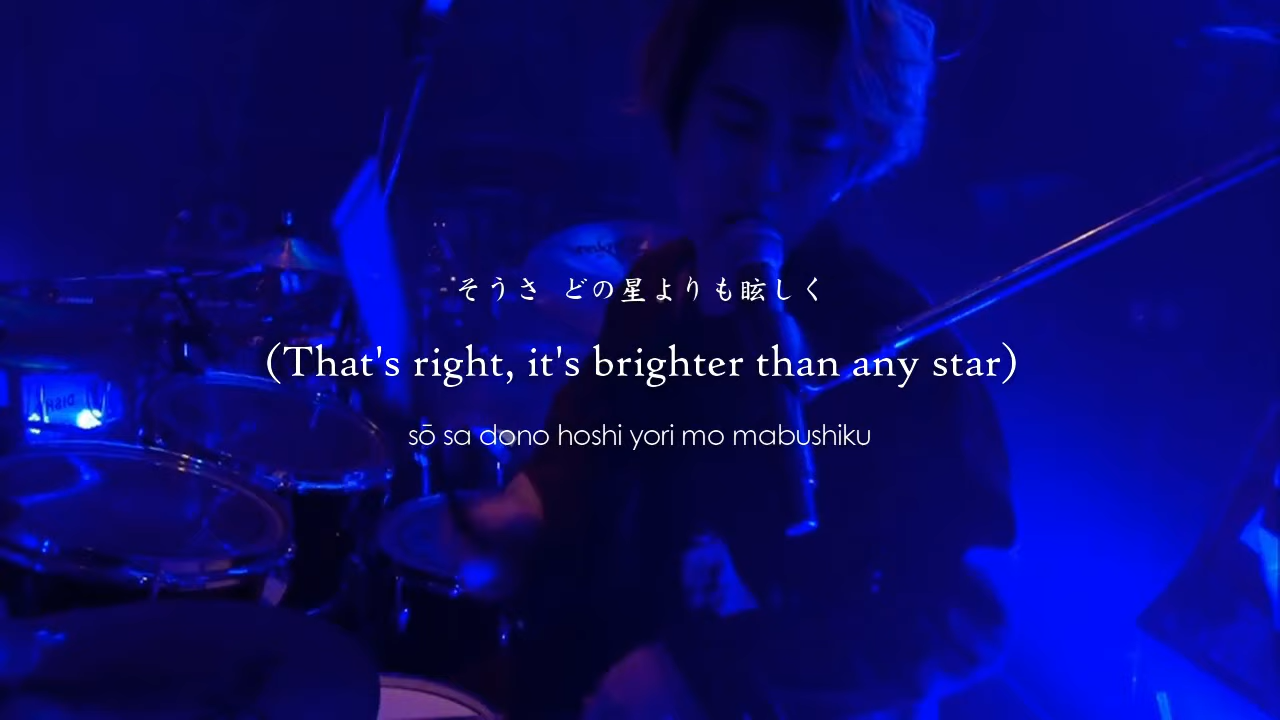 そうさ どの星よりも眩しく
(That's right, it's brighter than any star)
sō sa dono hoshi yori mo mabushiku